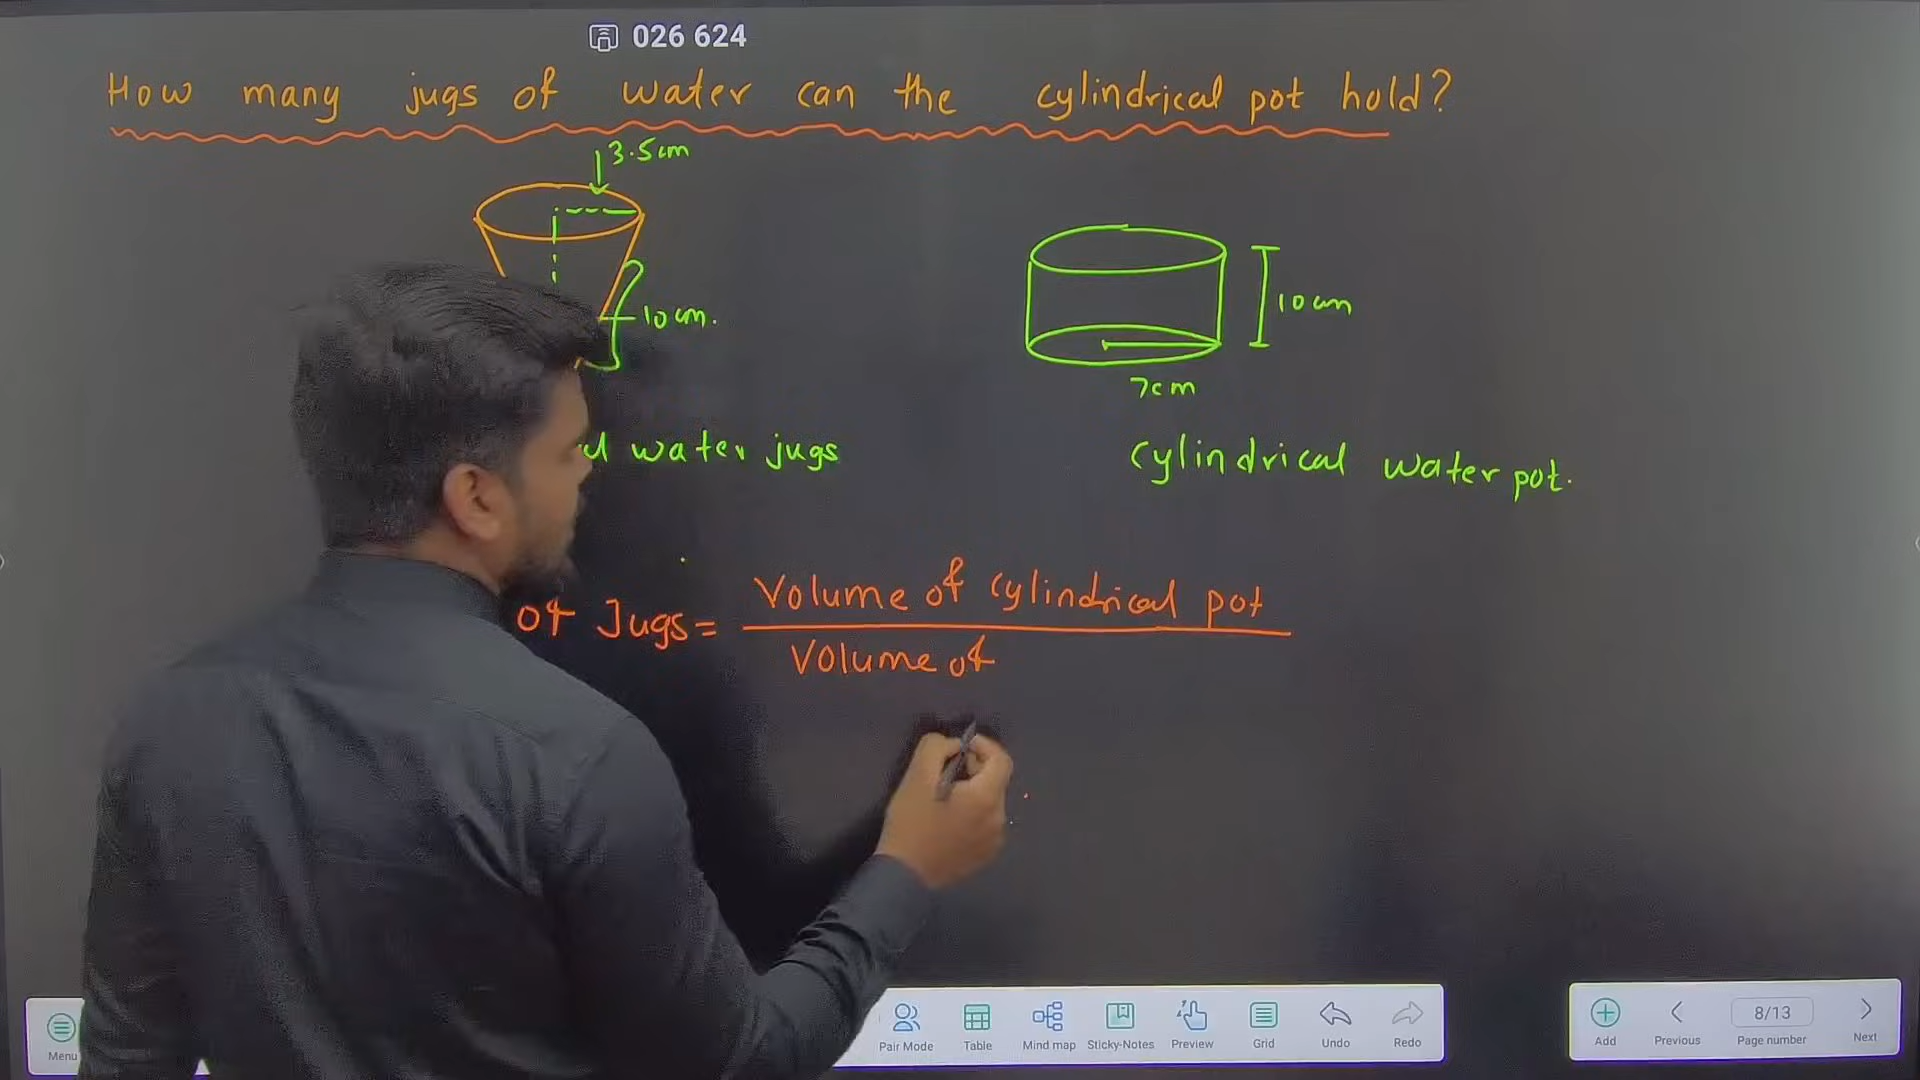 026 624
How many jugs of water can the cylindrical pot hold?
3.5cm
10cm.
10cm
7cm
water jugs
Cylindrical water pot.
of Jugs = Volume of cylindrical pot
Volume of
Menu
Pair Mode
Table
Mind map
Sticky-Notes
Preview
Grid
Undo
Redo
Add
Previous
8/13
Page number
Next